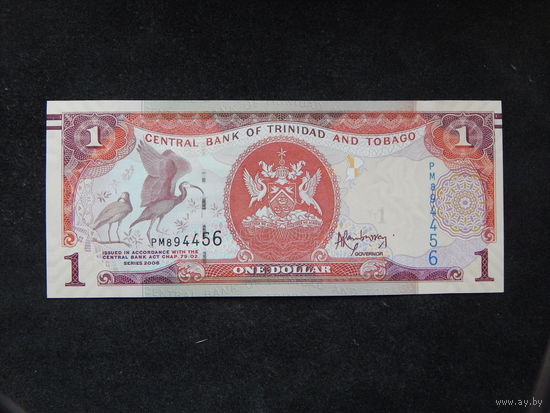 1 1
CENTRAL BANK OF TRINIDAD AND TOBAGO
PM894456
PM894456
ISSUED IN ACCORDANCE WITH THE
CENTRAL BANK ACT CHAP. 79:02.
SERIES 2006
GOVERNOR
1 ONE DOLLAR 1
www.ay.by